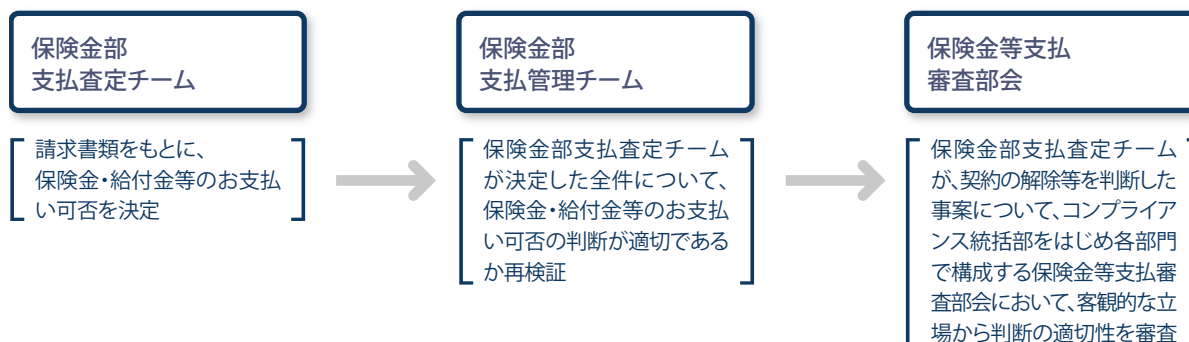 保険金部
支払査定チーム
請求書類をもとに、
保険金・給付金等のお支払
い可否を決定
保険金部
支払管理チーム
保険金部支払査定チーム
が決定した全件について、
保険金・給付金等のお支払
い可否の判断が適切である
か再検証
保険金等支払
審査部会
保険金部支払査定チーム
が、契約の解除等を判断した
事案について、コンプライア
ンス統括部をはじめ各部門
で構成する保険金等支払審
査部会において、客観的な立
場から判断の適切性を審査